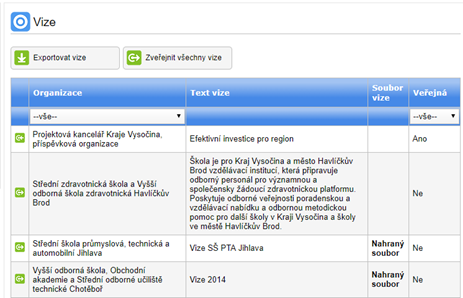 Vize
Exportovat vize
Zveřejnit všechny vize
Organizace
Text vize
Soubor
vize
Veřejná
--vše--
--vše--
Projektová kancelář Kraje Vysočina,
příspěvková organizace
Efektivní investice pro region
Ano
Střední zdravotnická škola a Vyšší
odborná škola zdravotnická Havlíčkův
Brod
Škola je pro Kraj Vysočina a město Havlíčkův
Brod vzdělávací institucí, která připravuje
odborný personál pro významnou a
společensky žádoucí zdravotnickou platformu.
Poskytuje odborné veřejnosti poradenskou a
vzdělávací nabídku a odbornou metodickou
pomoc pro další školy v Kraji Vysočina a školy
ve městě Havlíčkův Brod.
Ne
Střední škola průmyslová, technická a
automobilní Jihlava
Vize SŠ PTA Jihlava
Nahraný
soubor
Ne
Vyšší odborná škola, Obchodní
akademie a Střední odborné učiliště
technické Chotěboř
Vize 2014
Nahraný
soubor
Ne